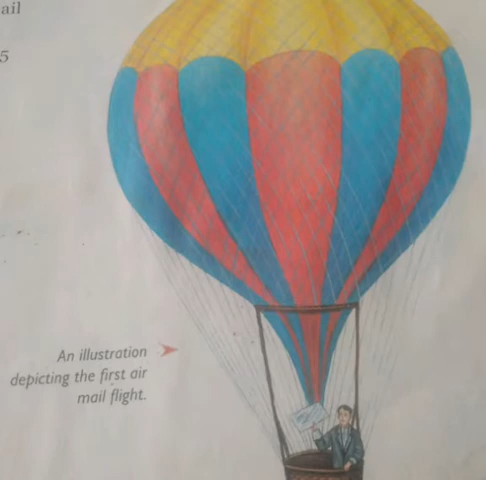 ail
5
An illustration
depicting the first air
mail flight.